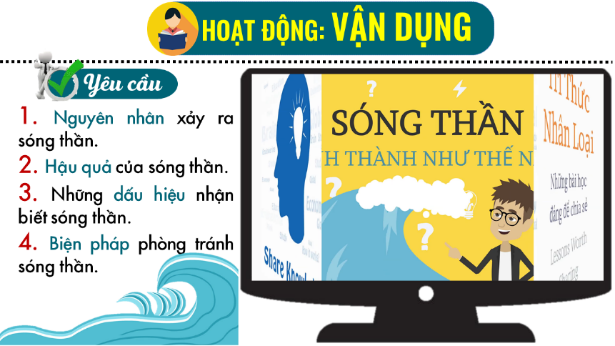 HOẠT ĐỘNG: VẬN DỤNG
Yêu cầu
1. Nguyên nhân xảy ra
sóng thần.
2. Hậu quả của sóng thần.
3. Những dấu hiệu nhận
biết sóng thần.
4. Biện pháp phòng tránh
sóng thần.
SÓNG THẦN
H THÀNH NHƯ THẾ N
Share
Tri Thức
Nhân Loại
Những bài học
đáng để chia sẻ
Lessons Worth